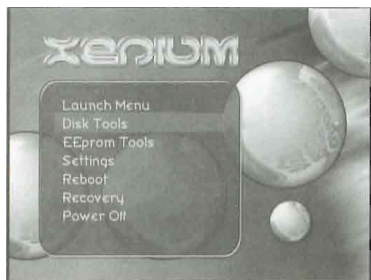 XENIUM
Launch Menu
Disk Tools
EEprom Tools
Settings
Reboot
Recovery
Power Off